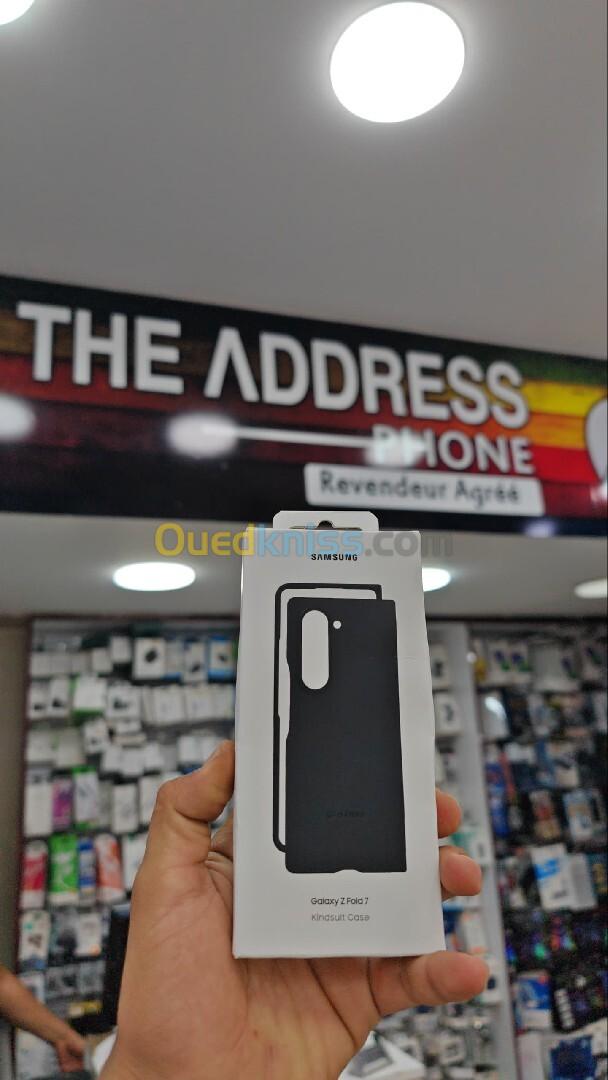 THE ADDRESS
PHONE
Revendeur Agréé
Ouedkniss.com
SAMSUNG
Galaxy Z Fold7
Kindsuit Case